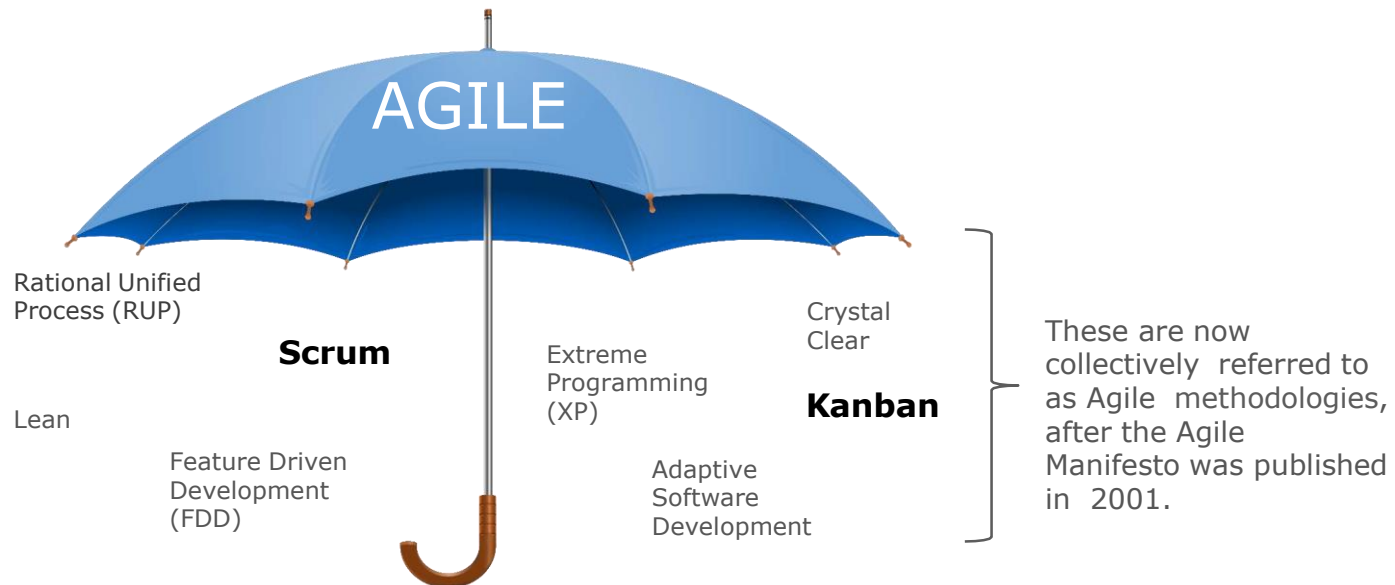 AGILE
Rational Unified
Process (RUP)
Scrum
Lean
Feature Driven
Development
(FDD)
Extreme
Programming
(XP)
Crystal
Clear
Kanban
Adaptive
Software
Development
These are now
collectively referred to
as Agile methodologies,
after the Agile
Manifesto was published
in 2001.